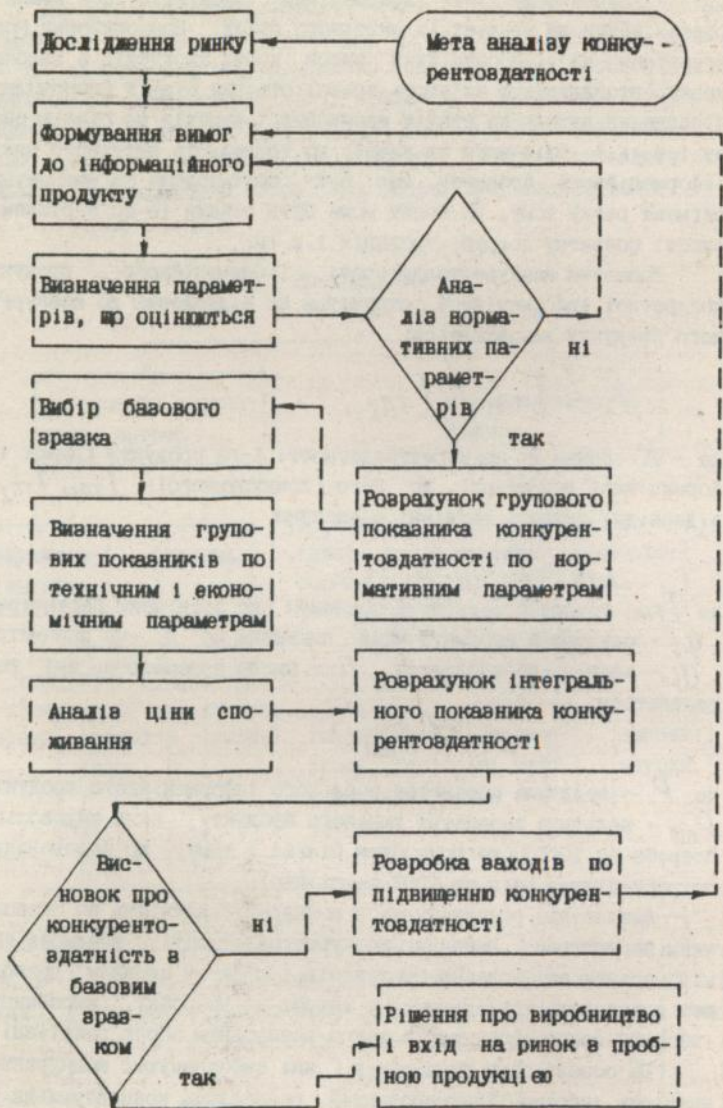 Дослідження ринку
Мета аналізу конку-
рентоздатності
Формування вимог
до інформаційного
продукту
Визначення парамет-
рів, що оцінюються
Ана-
ліз норма-
тивних па-
рамет-
рів
ні
так
Вибір базового
зразка
Розрахунок групового
показника конкурен-
тоздатності по нор-
мативним параметрам
Визначення групо-
вих показників по
технічним і еконо-
мічним параметрам
Розрахунок інтеграль-
ного показника конку-
рентоздатності
Аналіз ціни спо-
живання
Вис-
новок про
конкуренто-
здатність з
базовим
зраз-
ком
ні
так
Розробка заходів по
підвищенню конкурен-
тоздатності
Рішення про виробництво
і вхід на ринок з проб-
ною продукцією